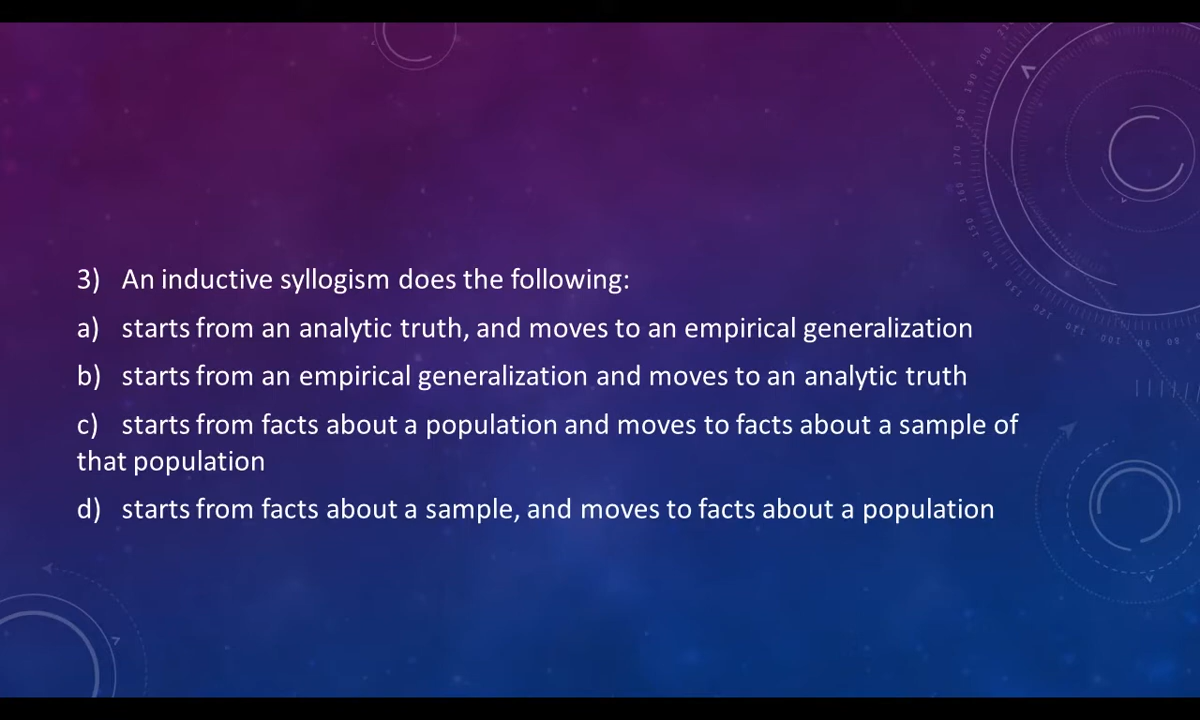 3) An inductive syllogism does the following:
a) starts from an analytic truth, and moves to an empirical generalization
b) starts from an empirical generalization and moves to an analytic truth
c) starts from facts about a population and moves to facts about a sample of
that population
d) starts from facts about a sample, and moves to facts about a population